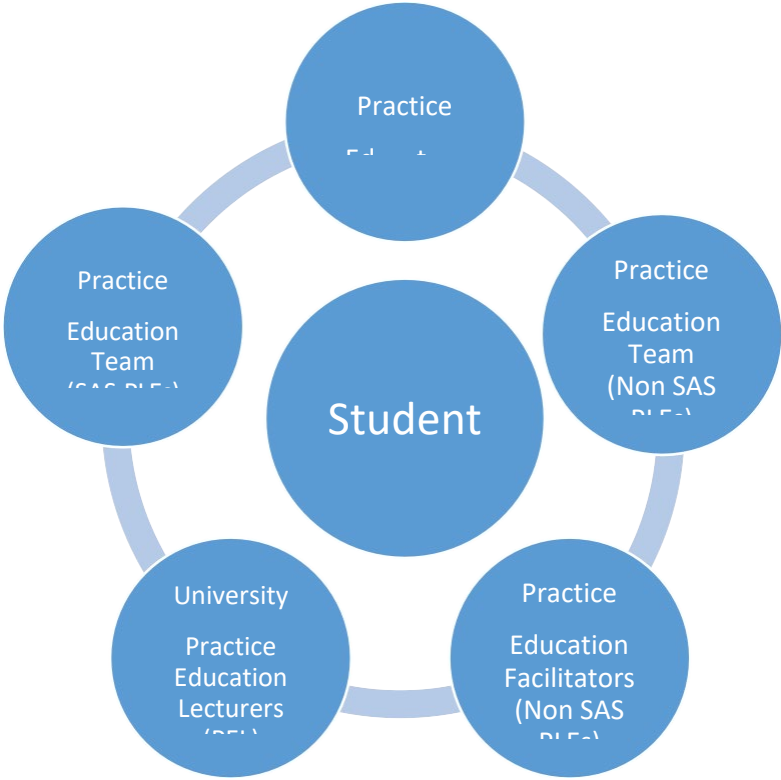 Practice
Practice
Education
Team
(Non SAS
Practice
Education
Facilitators
(Non SAS
University
Practice
Education
Lecturers
Practice
Education
Team
Student